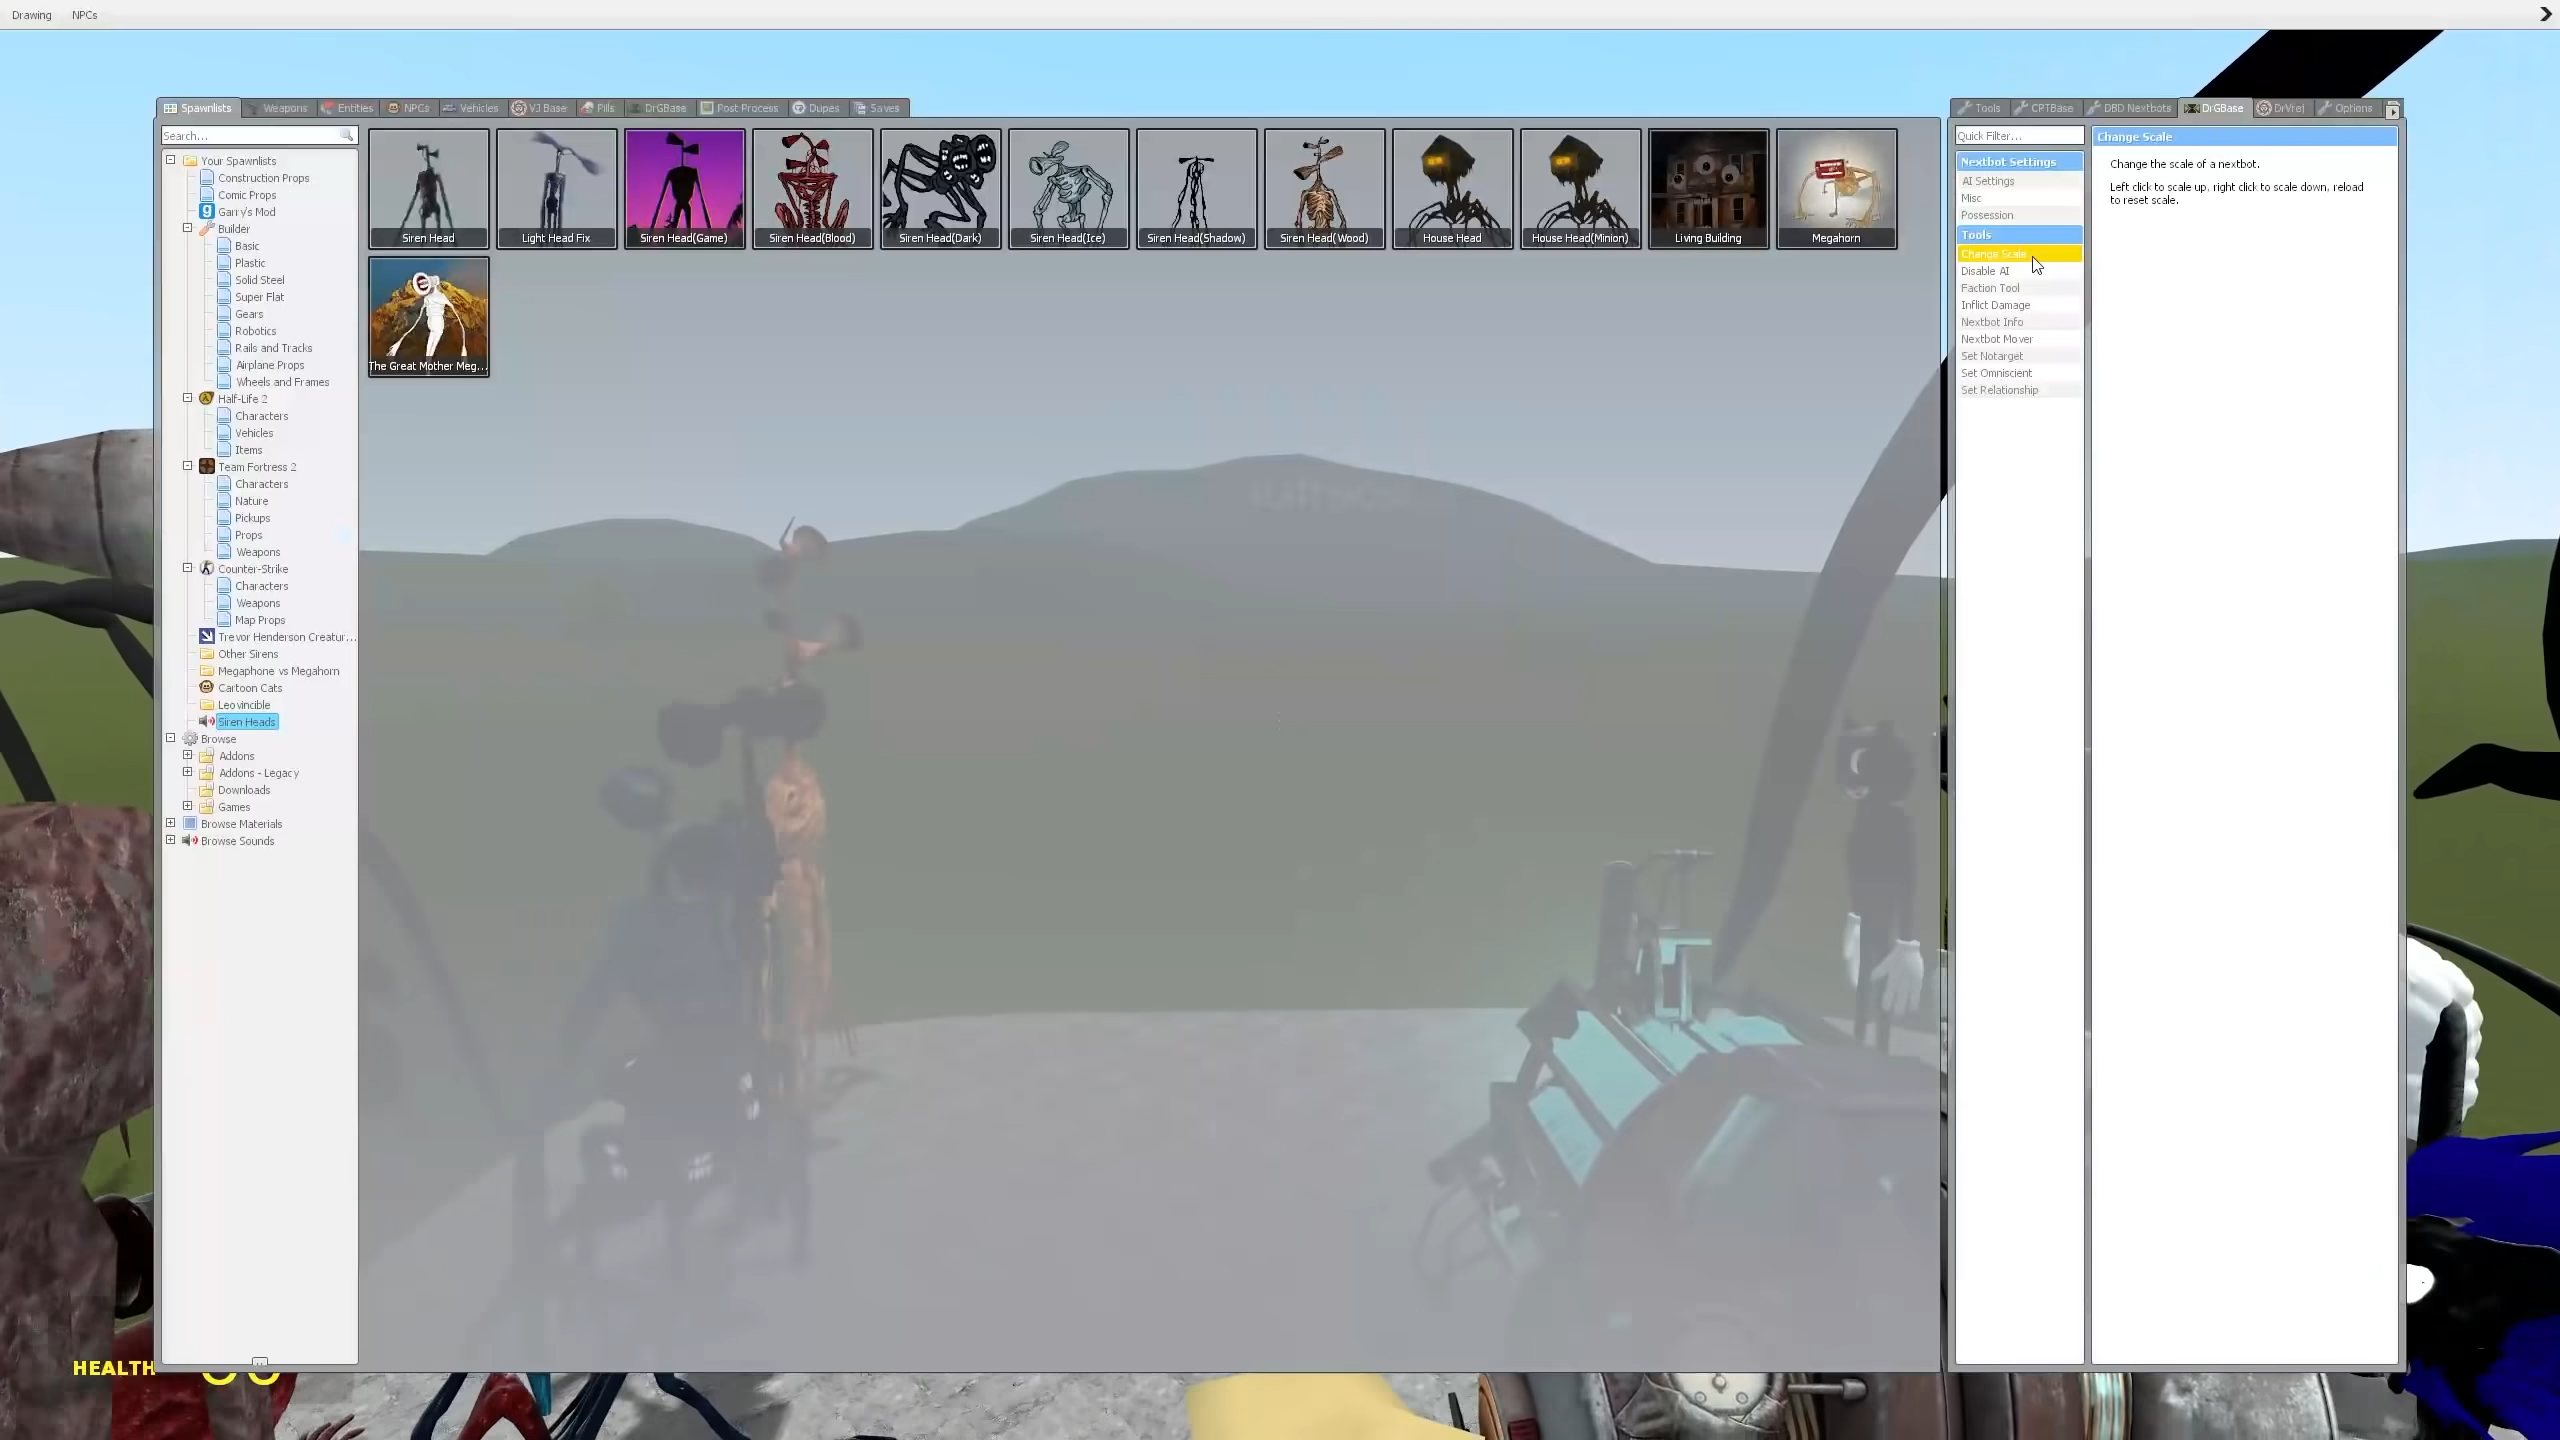 Drawing NPCs
Spawnlists Weapons Entities NPCs Vehicles VJ Base Pills DrGBase Post Process Dupes Saves
Search...
Your Spawnlists
Construction Props
Comic Props
Garry's Mod
Builder
Basic
Plastic
Solid Steel
Super Flat
Gears
Robotics
Rails and Tracks
Airplane Props
Wheels and Frames
Half-Life 2
Characters
Vehicles
Items
Team Fortress 2
Characters
Nature
Pickups
Props
Weapons
Counter-Strike
Characters
Weapons
Map Props
Trevor Henderson Creatur...
Other Sirens
Megaphone vs Megahorn
Cartoon Cats
Leovincible
Siren Heads
Browse
Addons
Addons - Legacy
Downloads
Games
Browse Materials
Browse Sounds
Siren Head Light Head Fix Siren Head(Game) Siren Head(Blood) Siren Head(Dark) Siren Head(Ice) Siren Head(Shadow) Siren Head(Wood) House Head House Head(Minion) Living Building Megahorn
The Great Mother Meg...
Tools CPTBase DBD Nextbots DrGBase DrVrej Options
Quick Filter...
Nextbot Settings
AI Settings
Misc
Possession
Tools
Change Scale
Disable AI
Faction Tool
Inflict Damage
Nextbot Info
Nextbot Mover
Set Notarget
Set Omniscient
Set Relationship
Change Scale
Change the scale of a nextbot.
Left click to scale up, right click to scale down, reload
to reset scale.
HEALTH